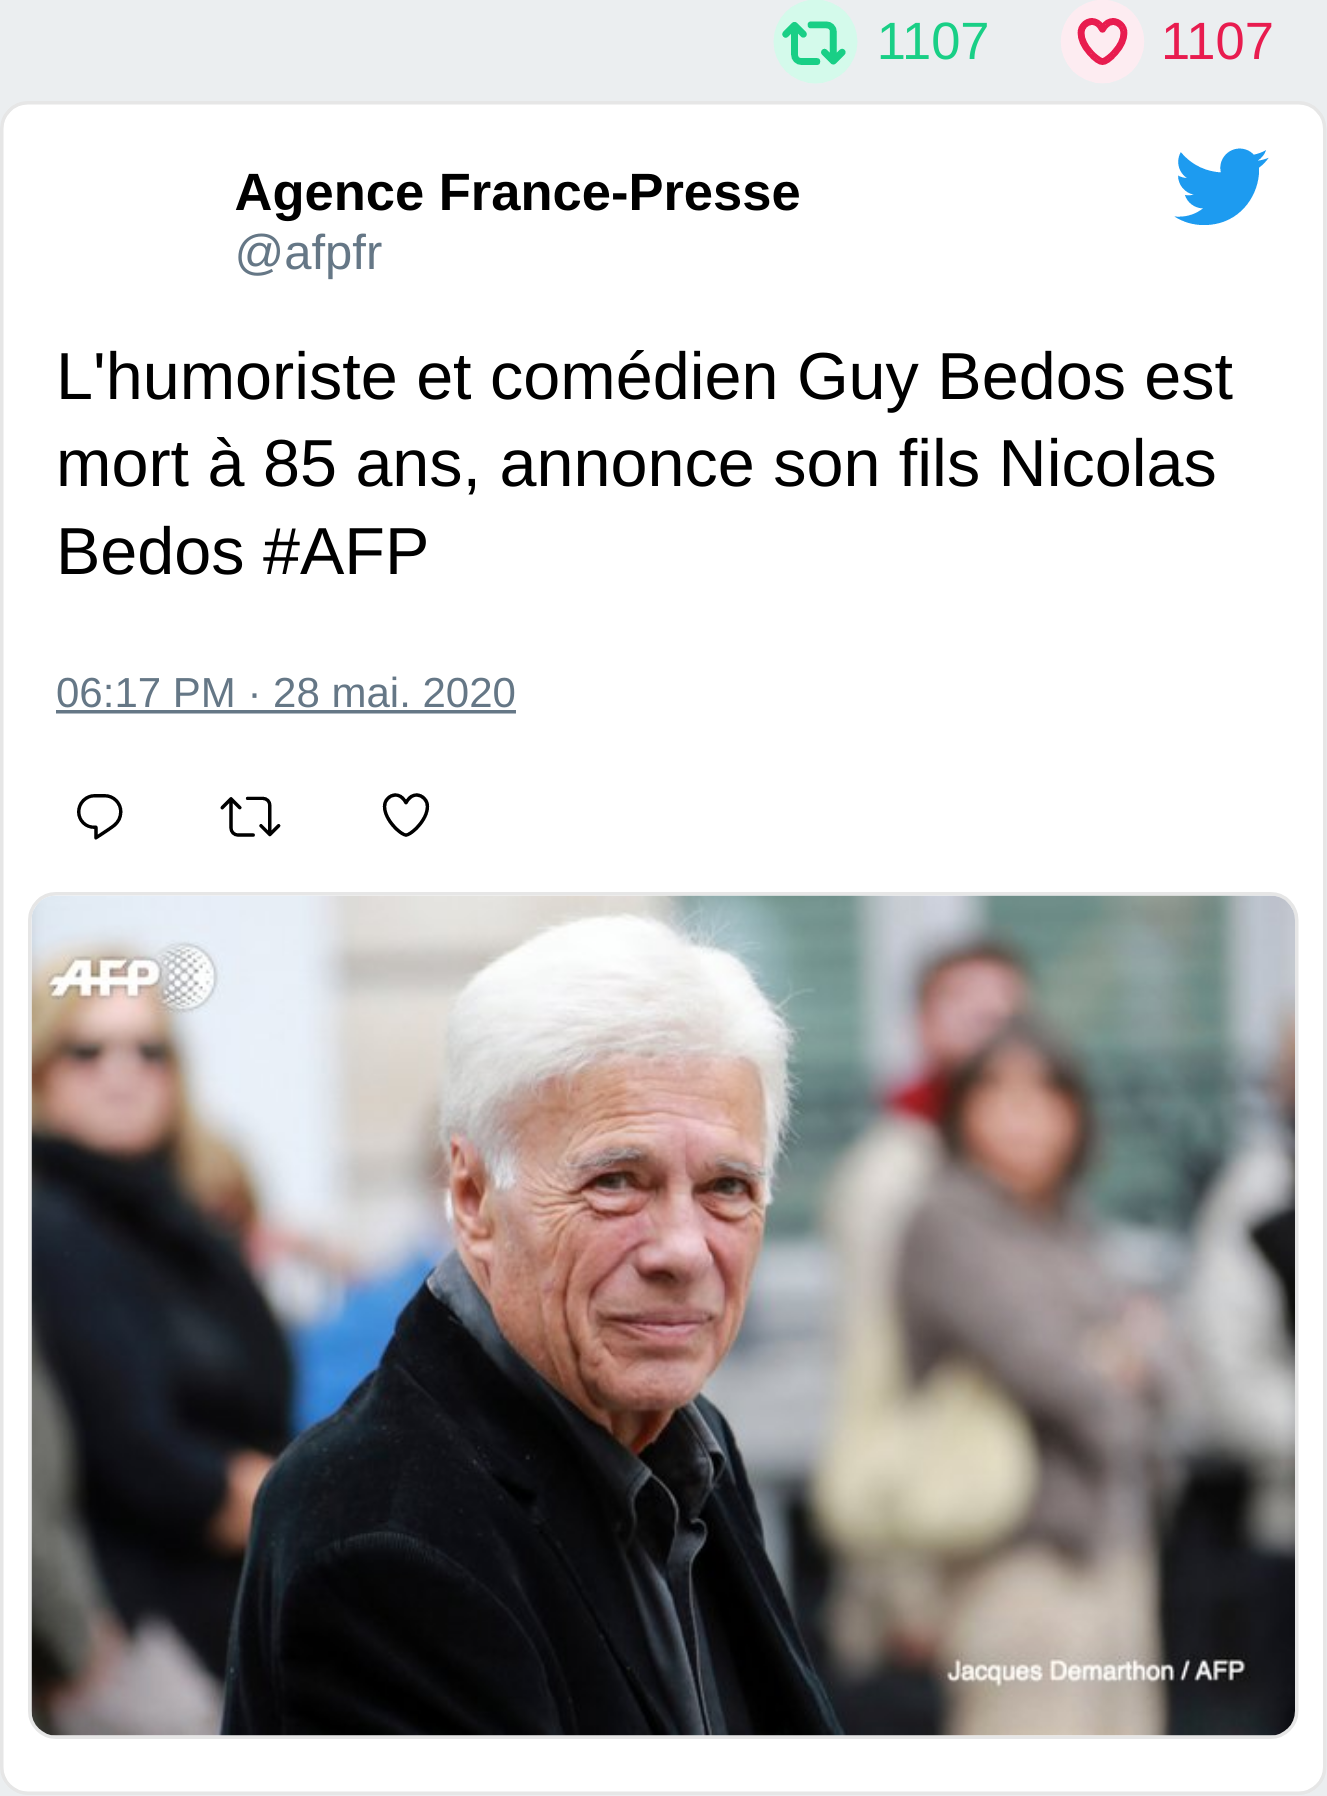 1107 1107
Agence France-Presse
@afpfr
L'humoriste et comédien Guy Bedos est
mort à 85 ans, annonce son fils Nicolas
Bedos #AFP
06:17 PM · 28 mai. 2020
AFP
Jacques Demarthon / AFP